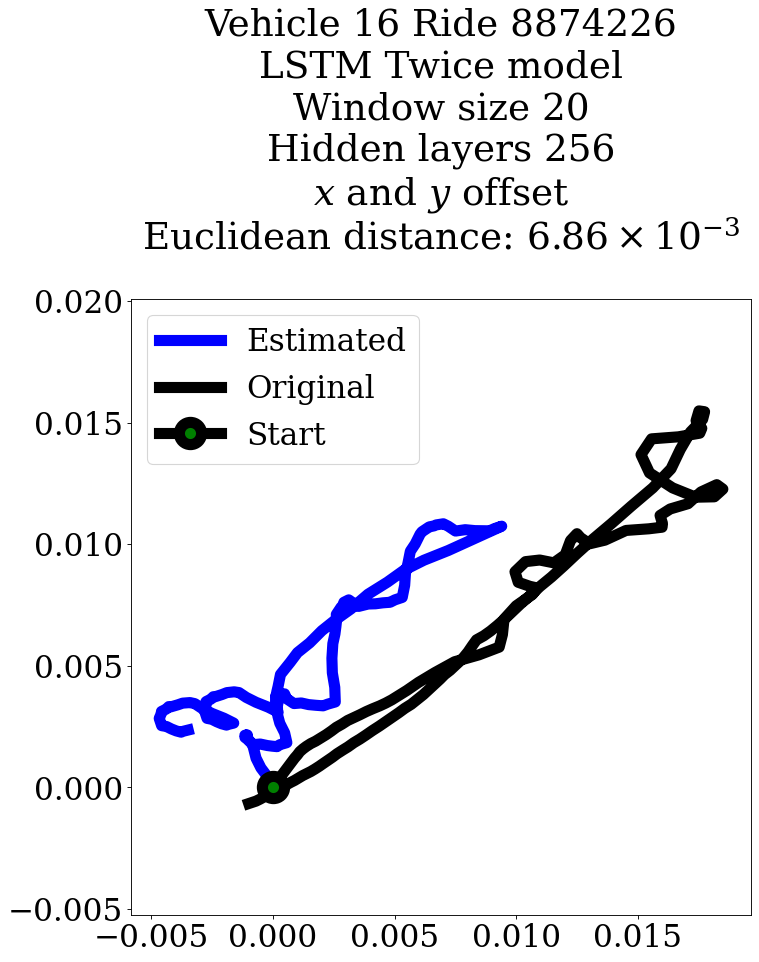 Vehicle 16 Ride 8874226
LSTM Twice model
Window size 20
Hidden layers 256
x and y offset
Euclidean distance: 6.86 × 10⁻³
0.020
Estimated
Original
Start
0.015
0.010
0.005
0.000
−0.005
−0.005 0.000 0.005 0.010 0.015